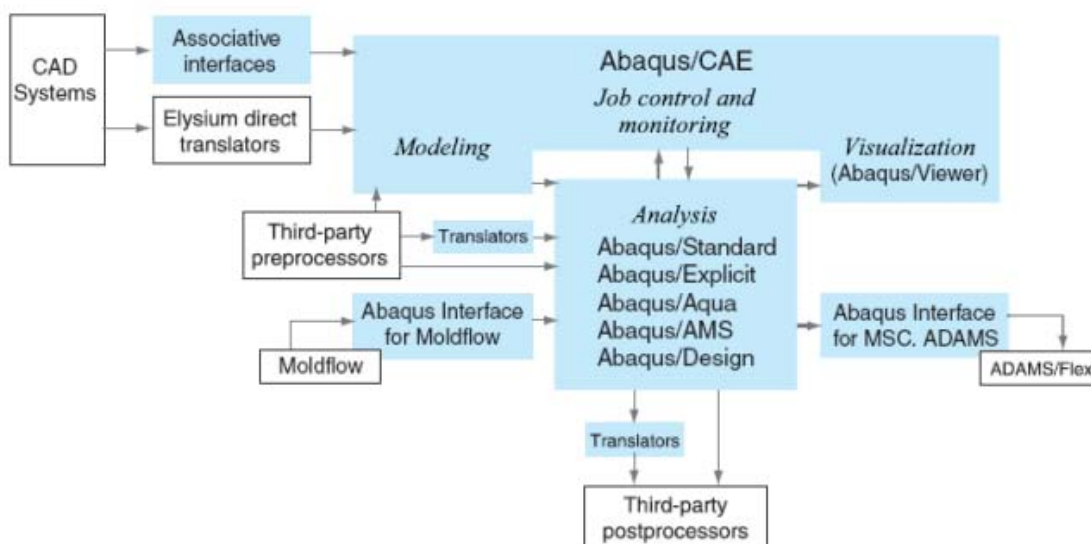 CAD
Systems
Associative
interfaces
Elysium direct
translators
Abaqus/CAE
Job control and
monitoring
Modeling
Visualization
(Abaqus/Viewer)
Third-party
preprocessors
Translators
Analysis
Abaqus/Standard
Abaqus/Explicit
Abaqus/Aqua
Abaqus/AMS
Abaqus/Design
Abaqus Interface
for Moldflow
Moldflow
Abaqus Interface
for MSC. ADAMS
ADAMS/Flex
Translators
Third-party
postprocessors